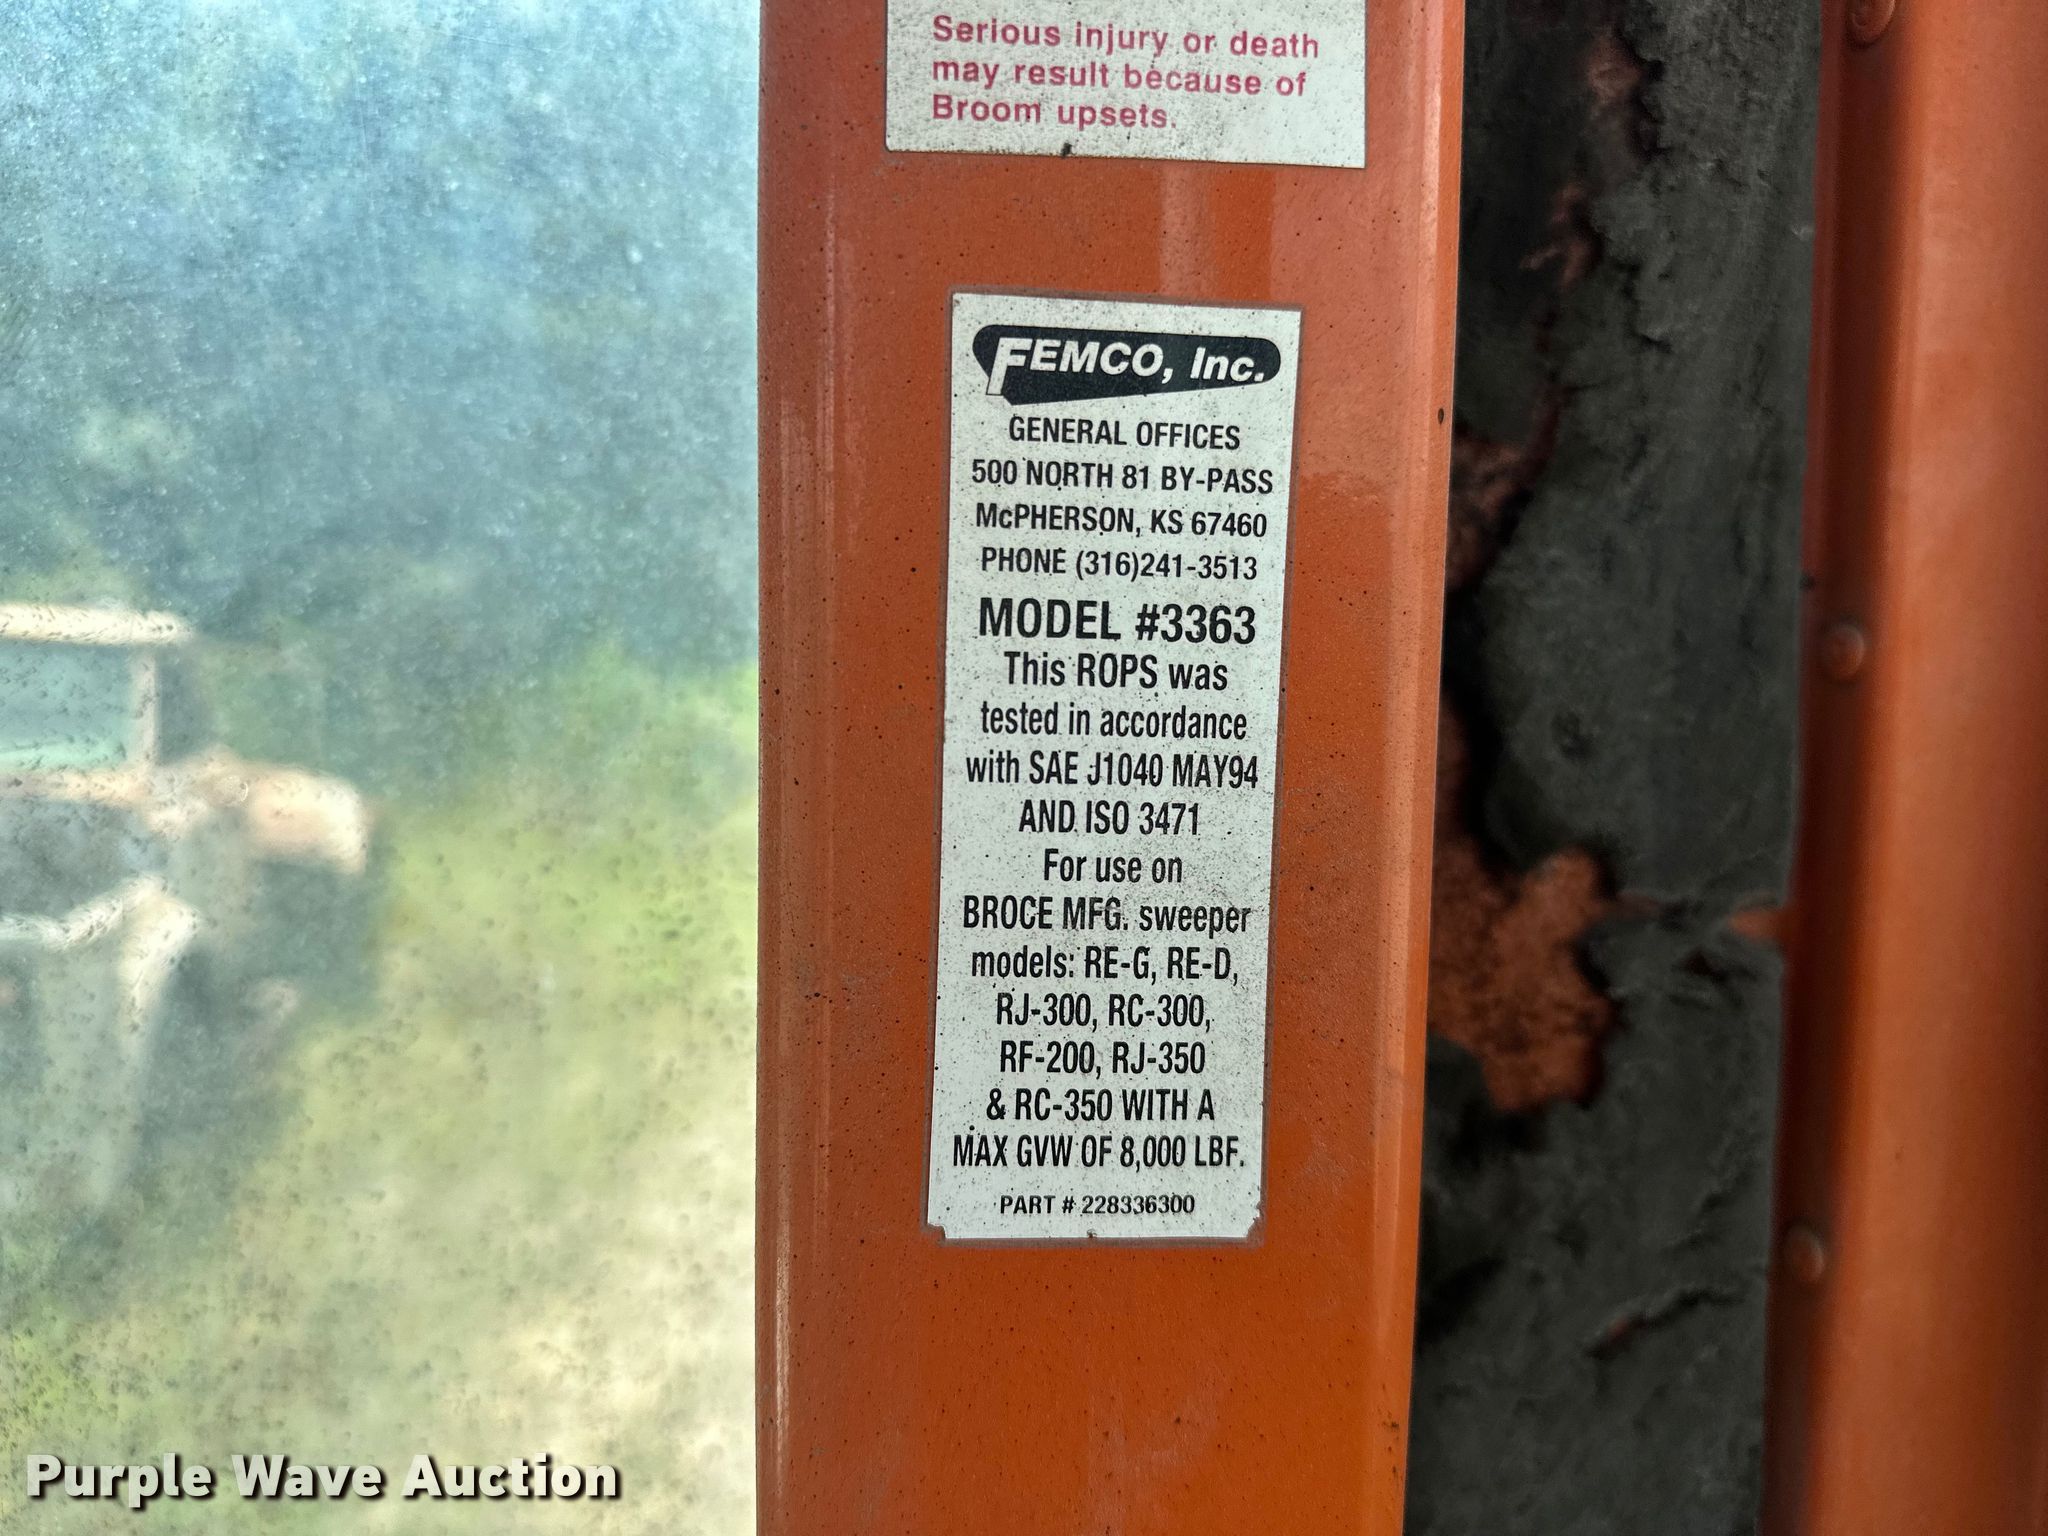 Serious injury or death
may result because of
Broom upsets.
FEMCO, Inc.
GENERAL OFFICES
500 NORTH 81 BY-PASS
McPHERSON, KS 67460
PHONE (316)241-3513
MODEL #3363
This ROPS was
tested in accordance
with SAE J1040 MAY94
AND ISO 3471
For use on
BROCE MFG. sweeper
models: RE-G, RE-D,
RJ-300, RC-300,
RF-200, RJ-350
& RC-350 WITH A
MAX GVW OF 8,000 LBF.
PART # 228336300
Purple Wave Auction